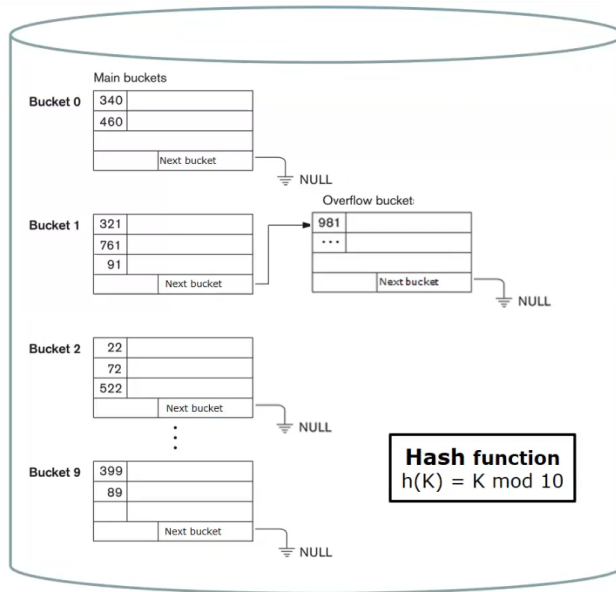 Main buckets
Bucket 0
340
460
Next bucket
NULL
Overflow bucket:
Bucket 1
321
761
91
Next bucket
981
...
Next bucket
NULL
Bucket 2
22
72
522
Next bucket
NULL
Bucket 9
399
89
Next bucket
NULL
Hash function
h(K) = K mod 10